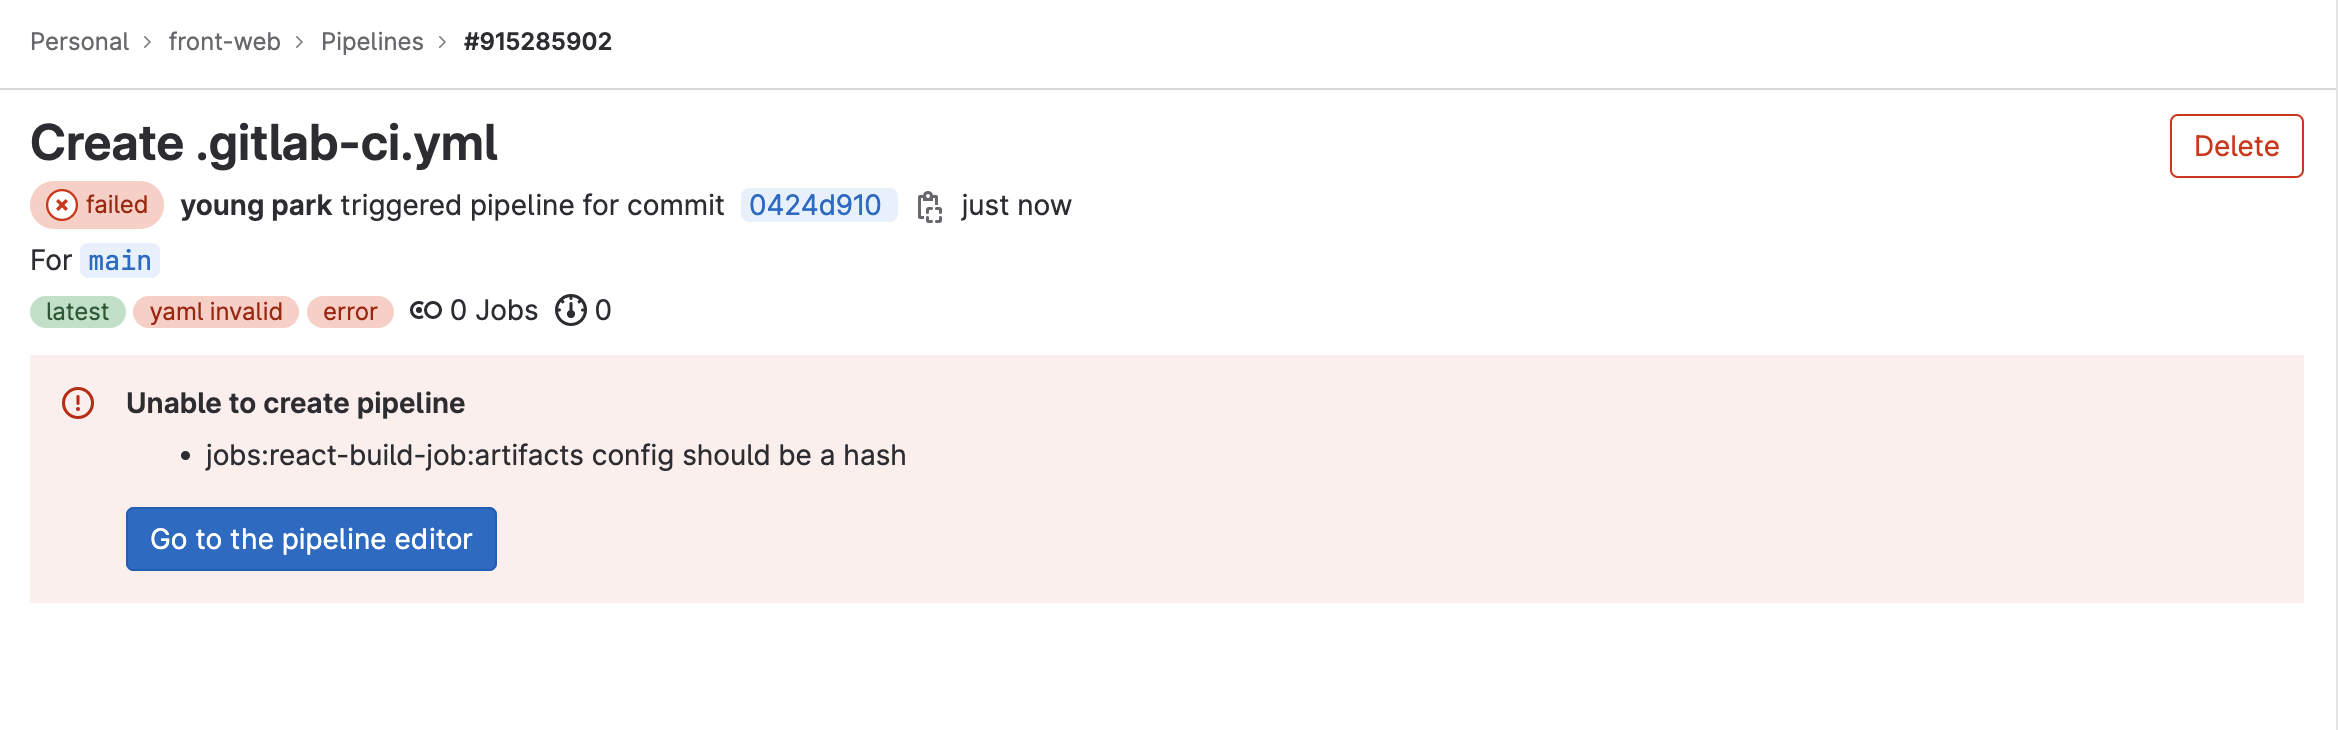 Personal > front-web > Pipelines > #915285902
Create .gitlab-ci.yml
Delete
failed young park triggered pipeline for commit 0424d910 just now
For main
latest yaml invalid error 0 Jobs 0
Unable to create pipeline
• jobs:react-build-job:artifacts config should be a hash
Go to the pipeline editor